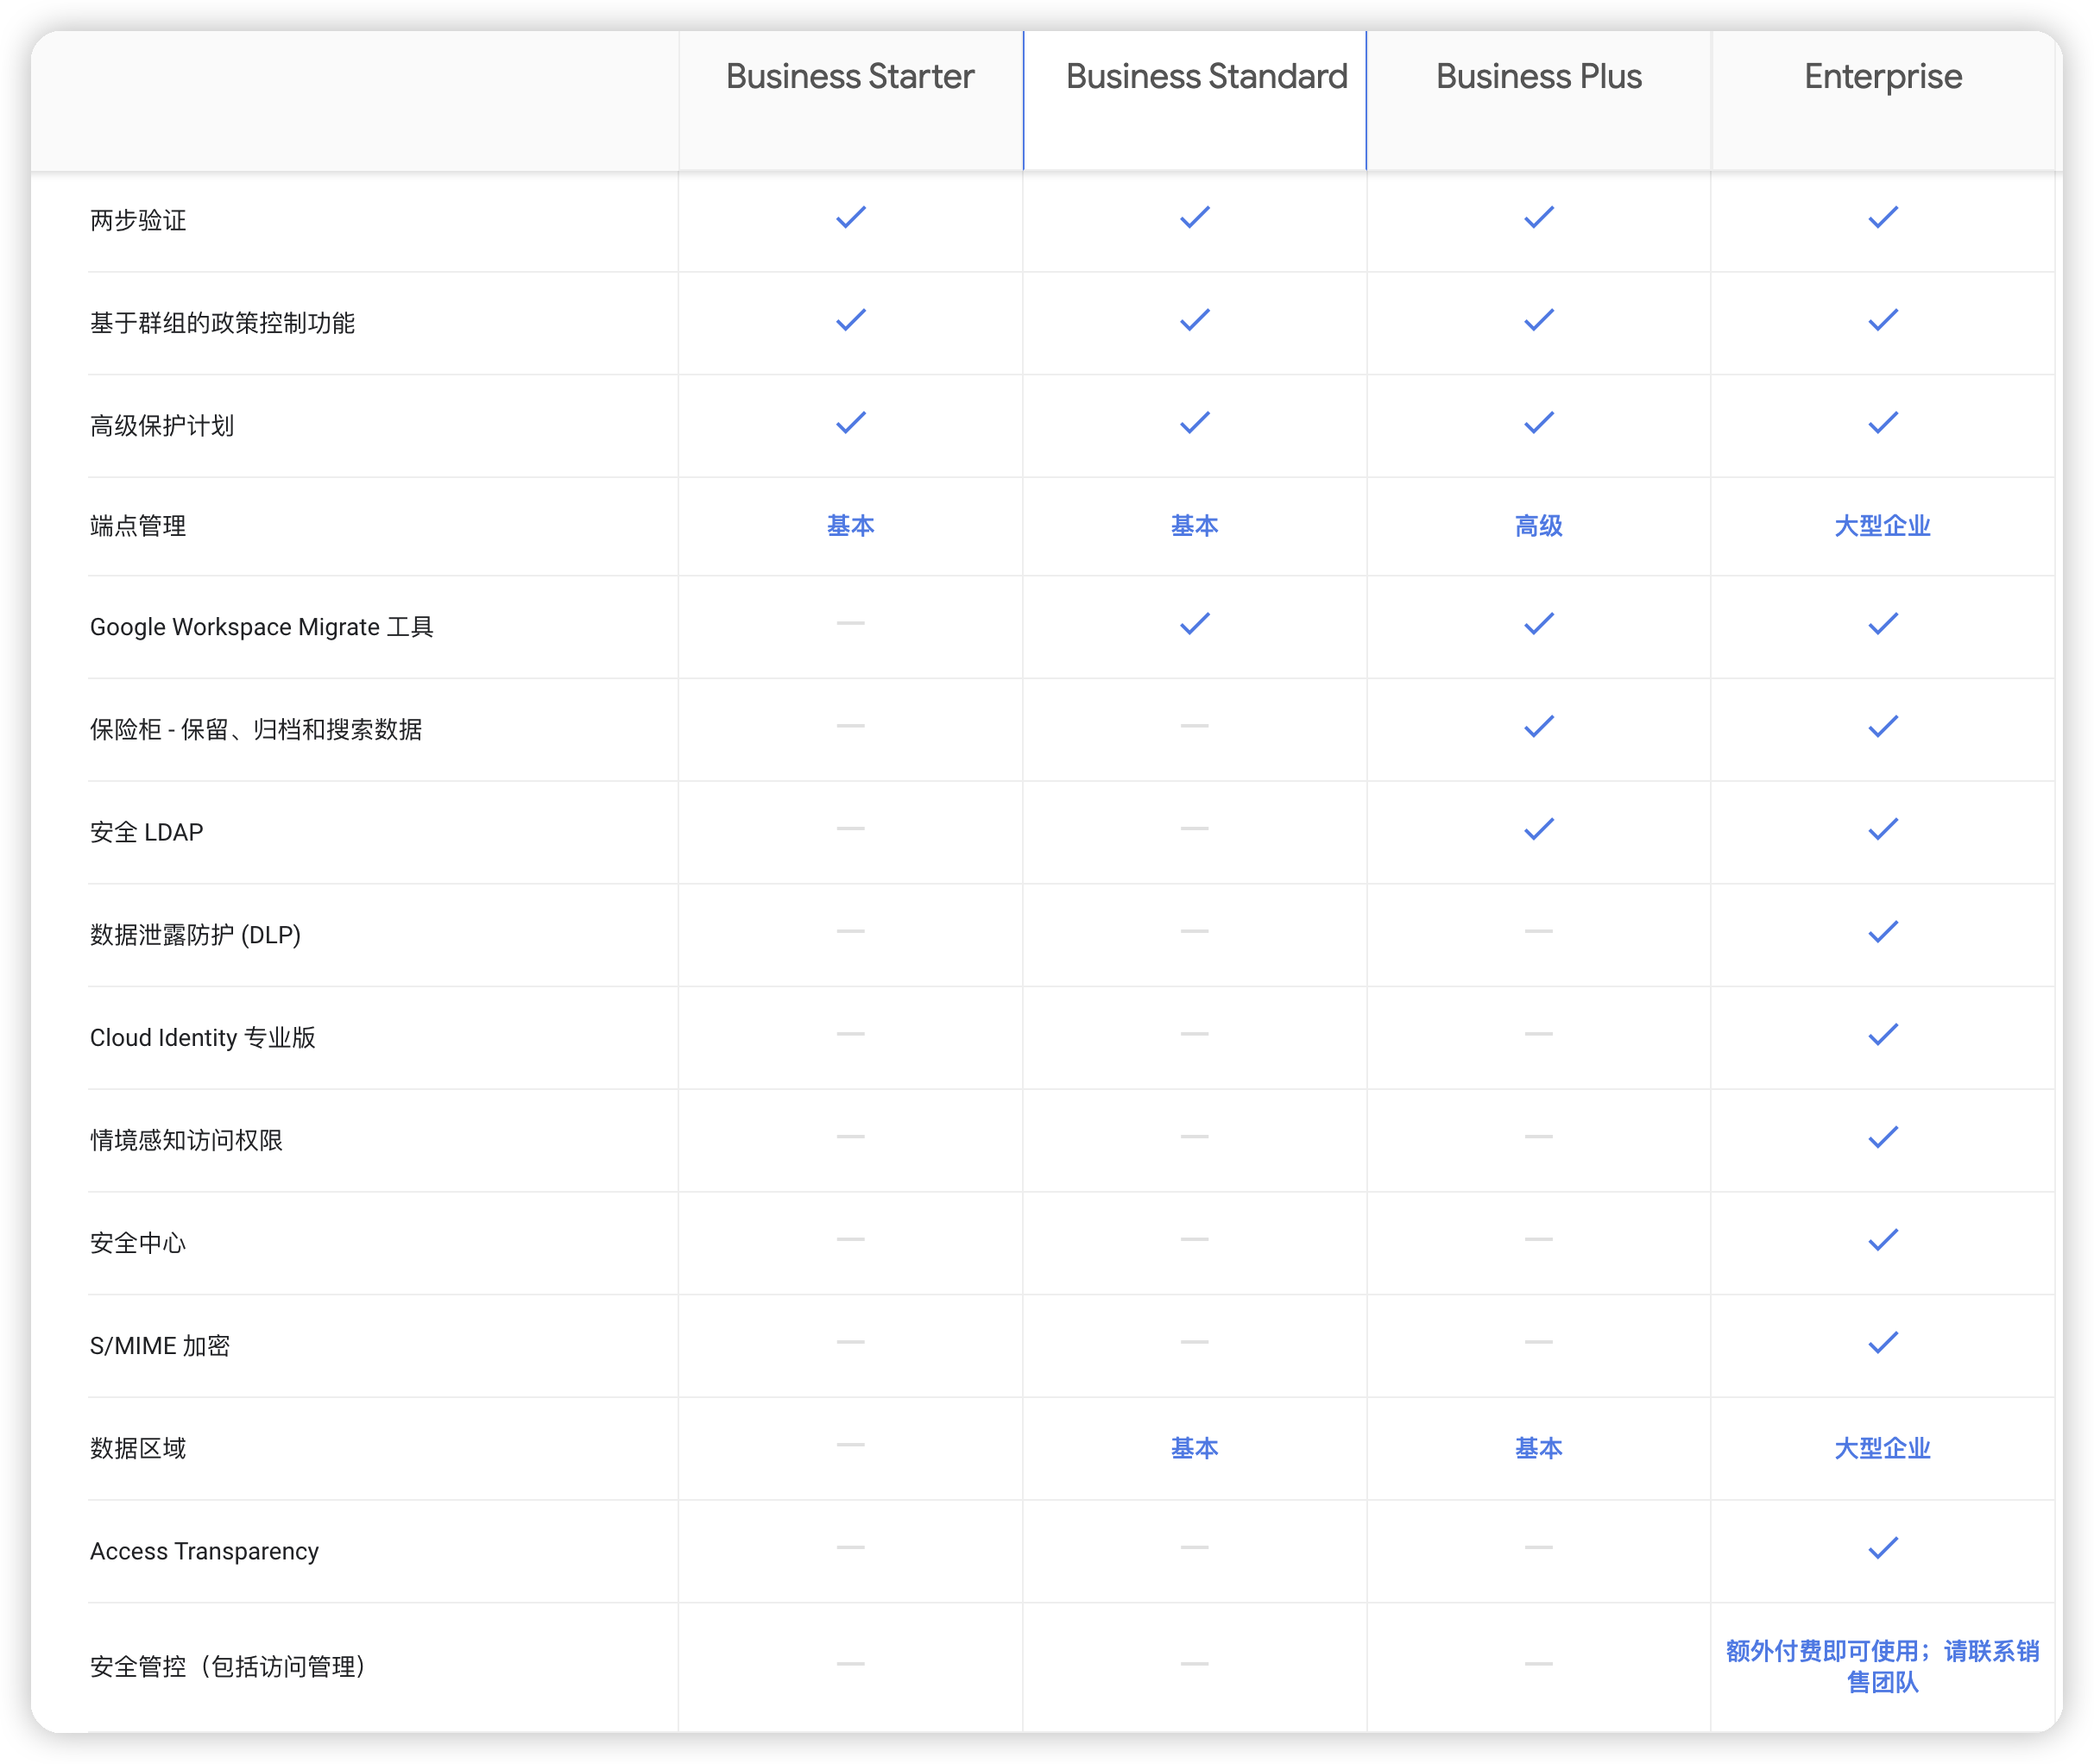 Business Starter
Business Standard
Business Plus
Enterprise
两步验证
基于群组的政策控制功能
高级保护计划
端点管理
基本
基本
高级
大型企业
Google Workspace Migrate 工具
保险柜 - 保留、归档和搜索数据
安全 LDAP
数据泄露防护 (DLP)
Cloud Identity 专业版
情境感知访问权限
安全中心
S/MIME 加密
数据区域
基本
基本
大型企业
Access Transparency
安全管控（包括访问管理）
额外付费即可使用；请联系销
售团队